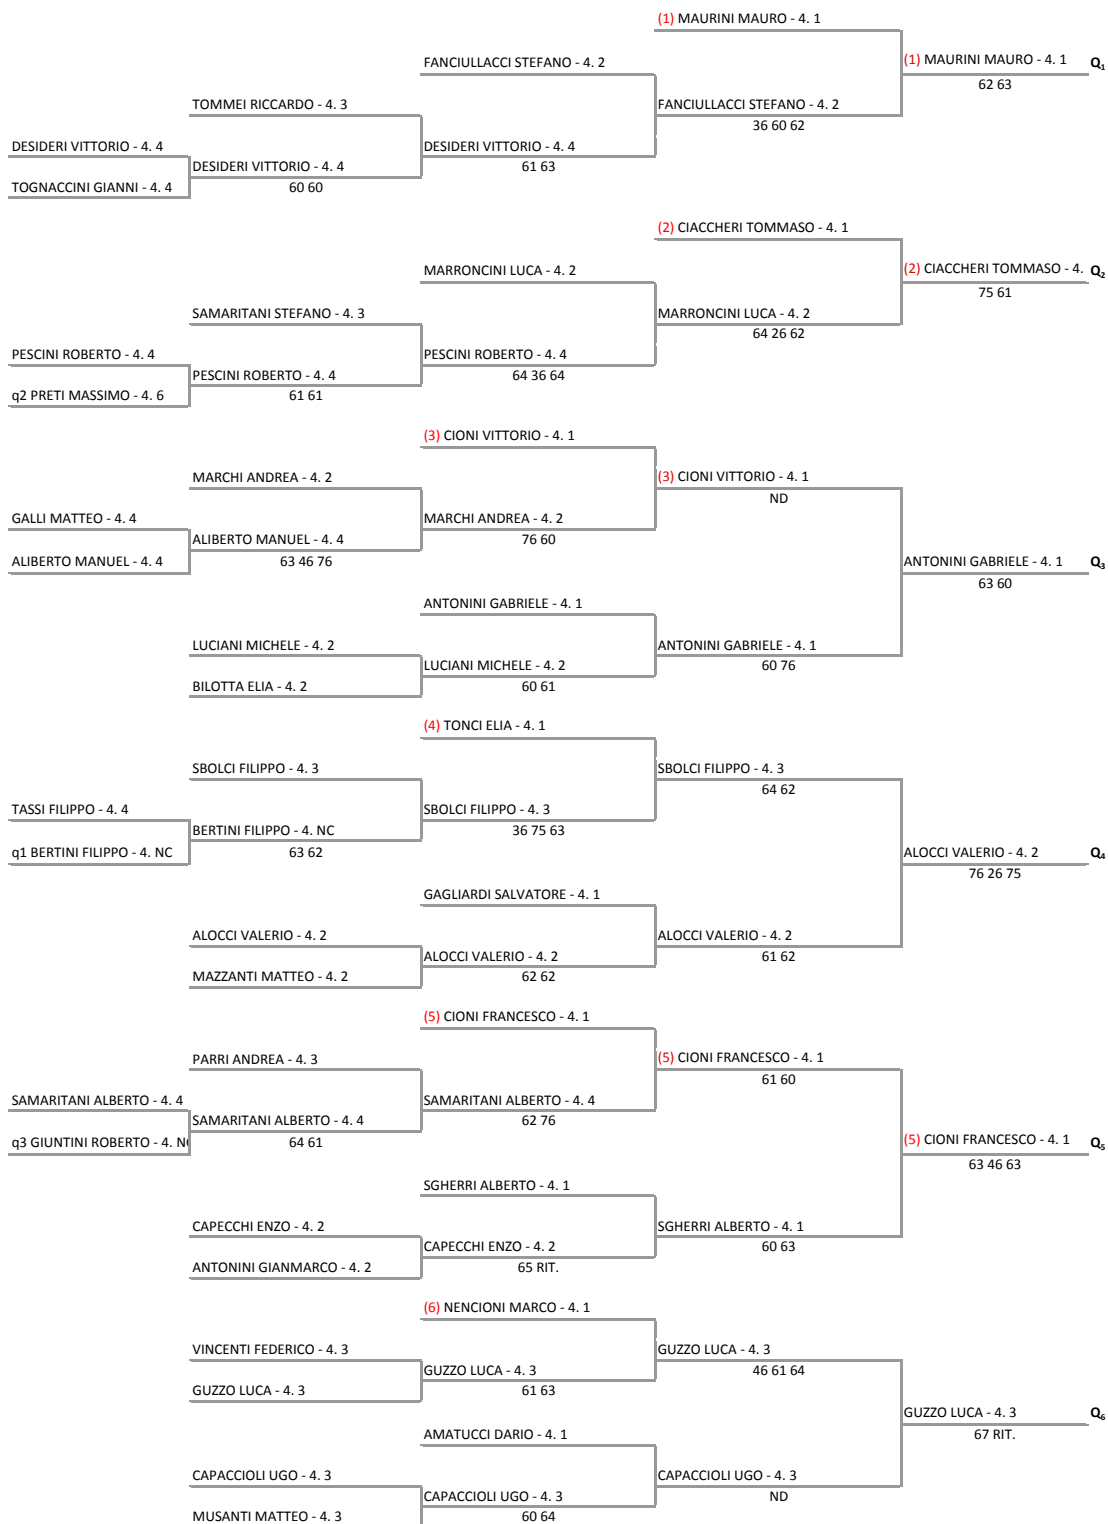 (1) MAURINI MAURO - 4. 1
(1) MAURINI MAURO - 4. 1 Q1
62 63
FANCIULLACCI STEFANO - 4. 2
TOMMEI RICCARDO - 4. 3
FANCIULLACCI STEFANO - 4. 2
36 60 62
DESIDERI VITTORIO - 4. 4
DESIDERI VITTORIO - 4. 4
61 63
DESIDERI VITTORIO - 4. 4
60 60
TOGNACCINI GIANNI - 4. 4
(2) CIACCHERI TOMMASO - 4. 1
(2) CIACCHERI TOMMASO - 4. Q2
75 61
MARRONCINI LUCA - 4. 2
SAMARITANI STEFANO - 4. 3
MARRONCINI LUCA - 4. 2
64 26 62
PESCINI ROBERTO - 4. 4
PESCINI ROBERTO - 4. 4
64 36 64
PESCINI ROBERTO - 4. 4
61 61
q2 PRETI MASSIMO - 4. 6
(3) CIONI VITTORIO - 4. 1
MARCHI ANDREA - 4. 2
(3) CIONI VITTORIO - 4. 1
ND
GALLI MATTEO - 4. 4
MARCHI ANDREA - 4. 2
76 60
ALIBERTO MANUEL - 4. 4
63 46 76
ALIBERTO MANUEL - 4. 4
ANTONINI GABRIELE - 4. 1 Q3
63 60
ANTONINI GABRIELE - 4. 1
LUCIANI MICHELE - 4. 2
ANTONINI GABRIELE - 4. 1
60 76
LUCIANI MICHELE - 4. 2
60 61
BILOTTA ELIA - 4. 2
(4) TONCI ELIA - 4. 1
SBOLCI FILIPPO - 4. 3
SBOLCI FILIPPO - 4. 3
64 62
TASSI FILIPPO - 4. 4
SBOLCI FILIPPO - 4. 3
36 75 63
BERTINI FILIPPO - 4. NC
63 62
q1 BERTINI FILIPPO - 4. NC
ALOCCI VALERIO - 4. 2 Q4
76 26 75
GAGLIARDI SALVATORE - 4. 1
ALOCCI VALERIO - 4. 2
ALOCCI VALERIO - 4. 2
61 62
ALOCCI VALERIO - 4. 2
62 62
MAZZANTI MATTEO - 4. 2
(5) CIONI FRANCESCO - 4. 1
PARRI ANDREA - 4. 3
(5) CIONI FRANCESCO - 4. 1
61 60
SAMARITANI ALBERTO - 4. 4
SAMARITANI ALBERTO - 4. 4
62 76
SAMARITANI ALBERTO - 4. 4
64 61
q3 GIUNTINI ROBERTO - 4. NC
(5) CIONI FRANCESCO - 4. 1 Q5
63 46 63
SGHERRI ALBERTO - 4. 1
CAPECCHI ENZO - 4. 2
SGHERRI ALBERTO - 4. 1
60 63
CAPECCHI ENZO - 4. 2
65 RIT.
ANTONINI GIANMARCO - 4. 2
(6) NENCIONI MARCO - 4. 1
VINCENTI FEDERICO - 4. 3
GUZZO LUCA - 4. 3
46 61 64
GUZZO LUCA - 4. 3
61 63
GUZZO LUCA - 4. 3
GUZZO LUCA - 4. 3 Q6
67 RIT.
AMATUCCI DARIO - 4. 1
CAPACCIOLI UGO - 4. 3
CAPACCIOLI UGO - 4. 3
ND
CAPACCIOLI UGO - 4. 3
60 64
MUSANTI MATTEO - 4. 3